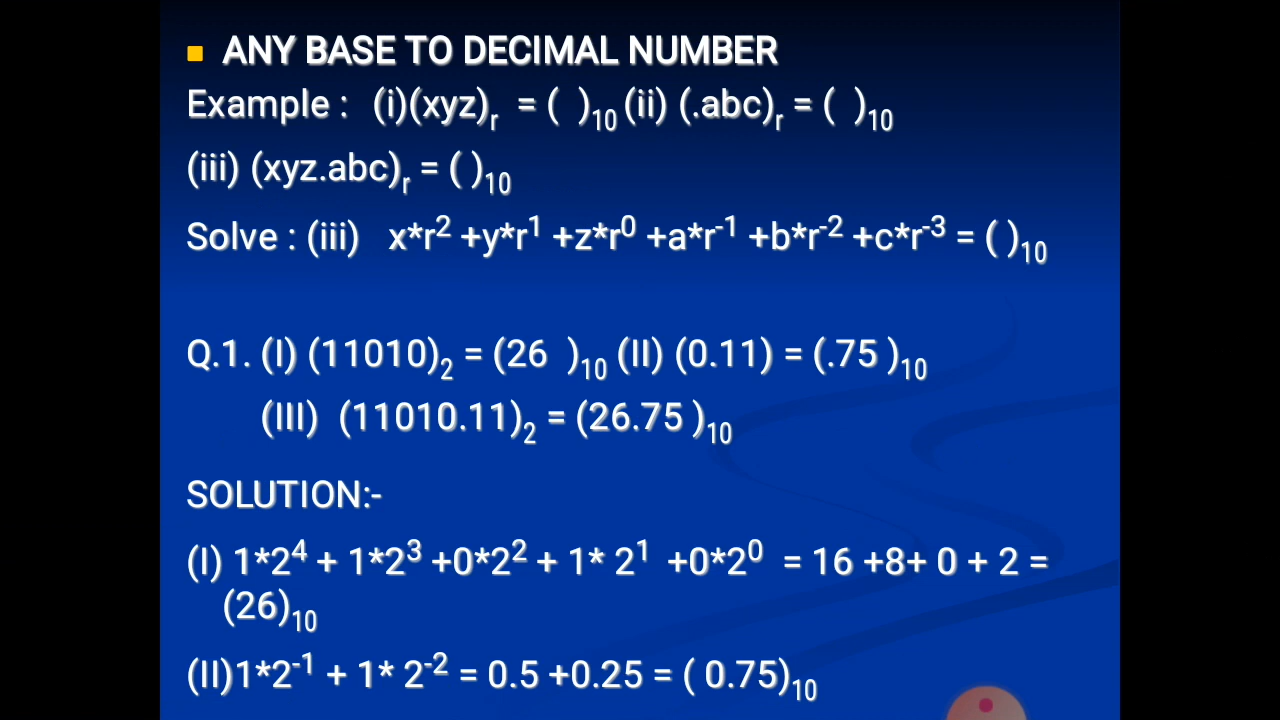 ANY BASE TO DECIMAL NUMBER
Example : (i)(xyz)r = ( )10 (ii) (.abc)r = ( )10
(iii) (xyz.abc)r = ( )10
Solve : (iii) x*r2 +y*r1 +z*r0 +a*r-1 +b*r-2 +c*r-3 = ( )10
Q.1. (I) (11010)2 = (26 )10 (II) (0.11) = (.75 )10
(III) (11010.11)2 = (26.75 )10
SOLUTION:-
(I) 1*24 + 1*23 +0*22 + 1* 21 +0*20 = 16 +8+ 0 + 2 =
(26)10
(II)1*2-1 + 1* 2-2 = 0.5 +0.25 = ( 0.75)10